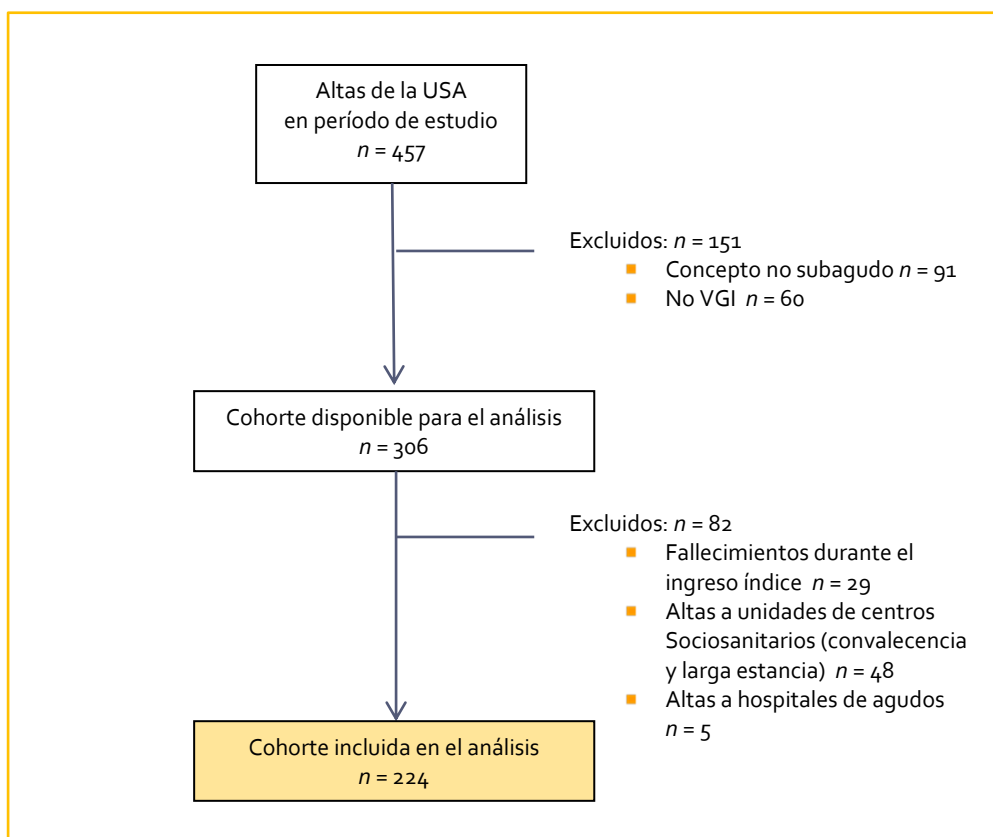 Altas de la USA
en período de estudio
n = 457
Excluidos: n = 151
Concepto no subagudo n = 91
No VGI n = 60
Cohorte disponible para el análisis
n = 306
Excluidos: n = 82
Fallecimientos durante el
ingreso índice n = 29
Altas a unidades de centros
Sociosanitarios (convalecencia
y larga estancia) n = 48
Altas a hospitales de agudos
n = 5
Cohorte incluida en el análisis
n = 224